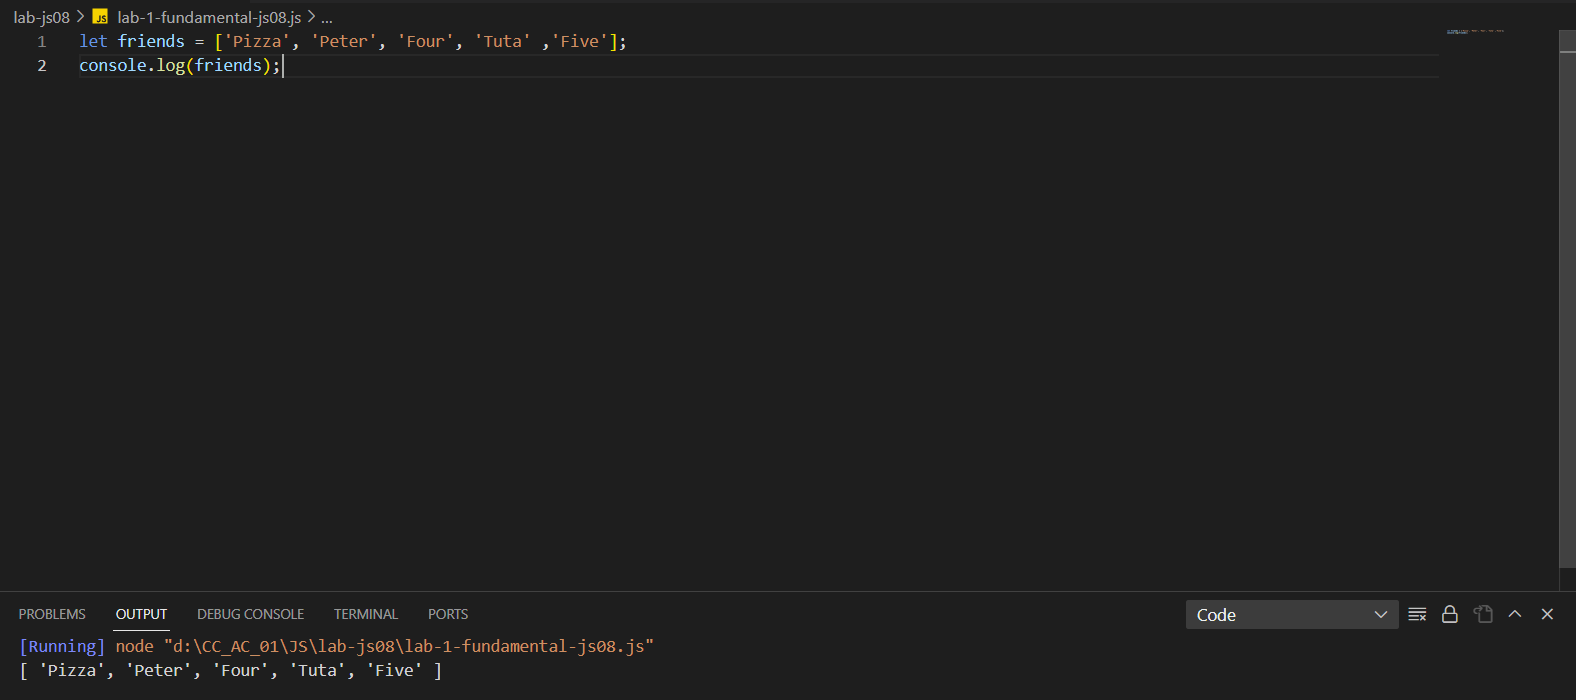 lab-js08 > JS lab-1-fundamental-js08.js > ...
1 let friends = ['Pizza', 'Peter', 'Four', 'Tuta' ,'Five'];
2 console.log(friends);
PROBLEMS OUTPUT DEBUG CONSOLE TERMINAL PORTS Code
[Running] node "d:\CC_AC_01\JS\lab-js08\lab-1-fundamental-js08.js"
[ 'Pizza', 'Peter', 'Four', 'Tuta', 'Five' ]